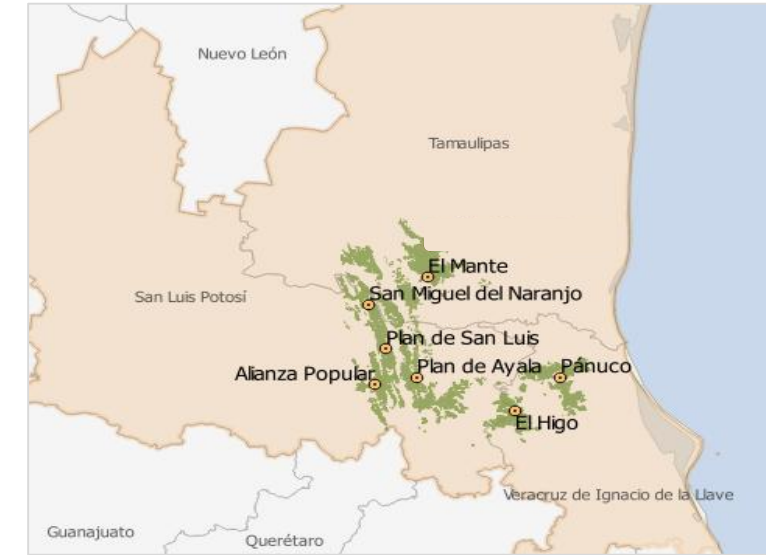 Nuevo León
Tamaulipas
El Mante
San Miguel del Naranjo
San Luis Potosí
Plan de San Luis
Alianza Popular
Plan de Ayala
Pánuco
El Higo
Veracruz de Ignacio de la Llave
Guanajuato
Querétaro